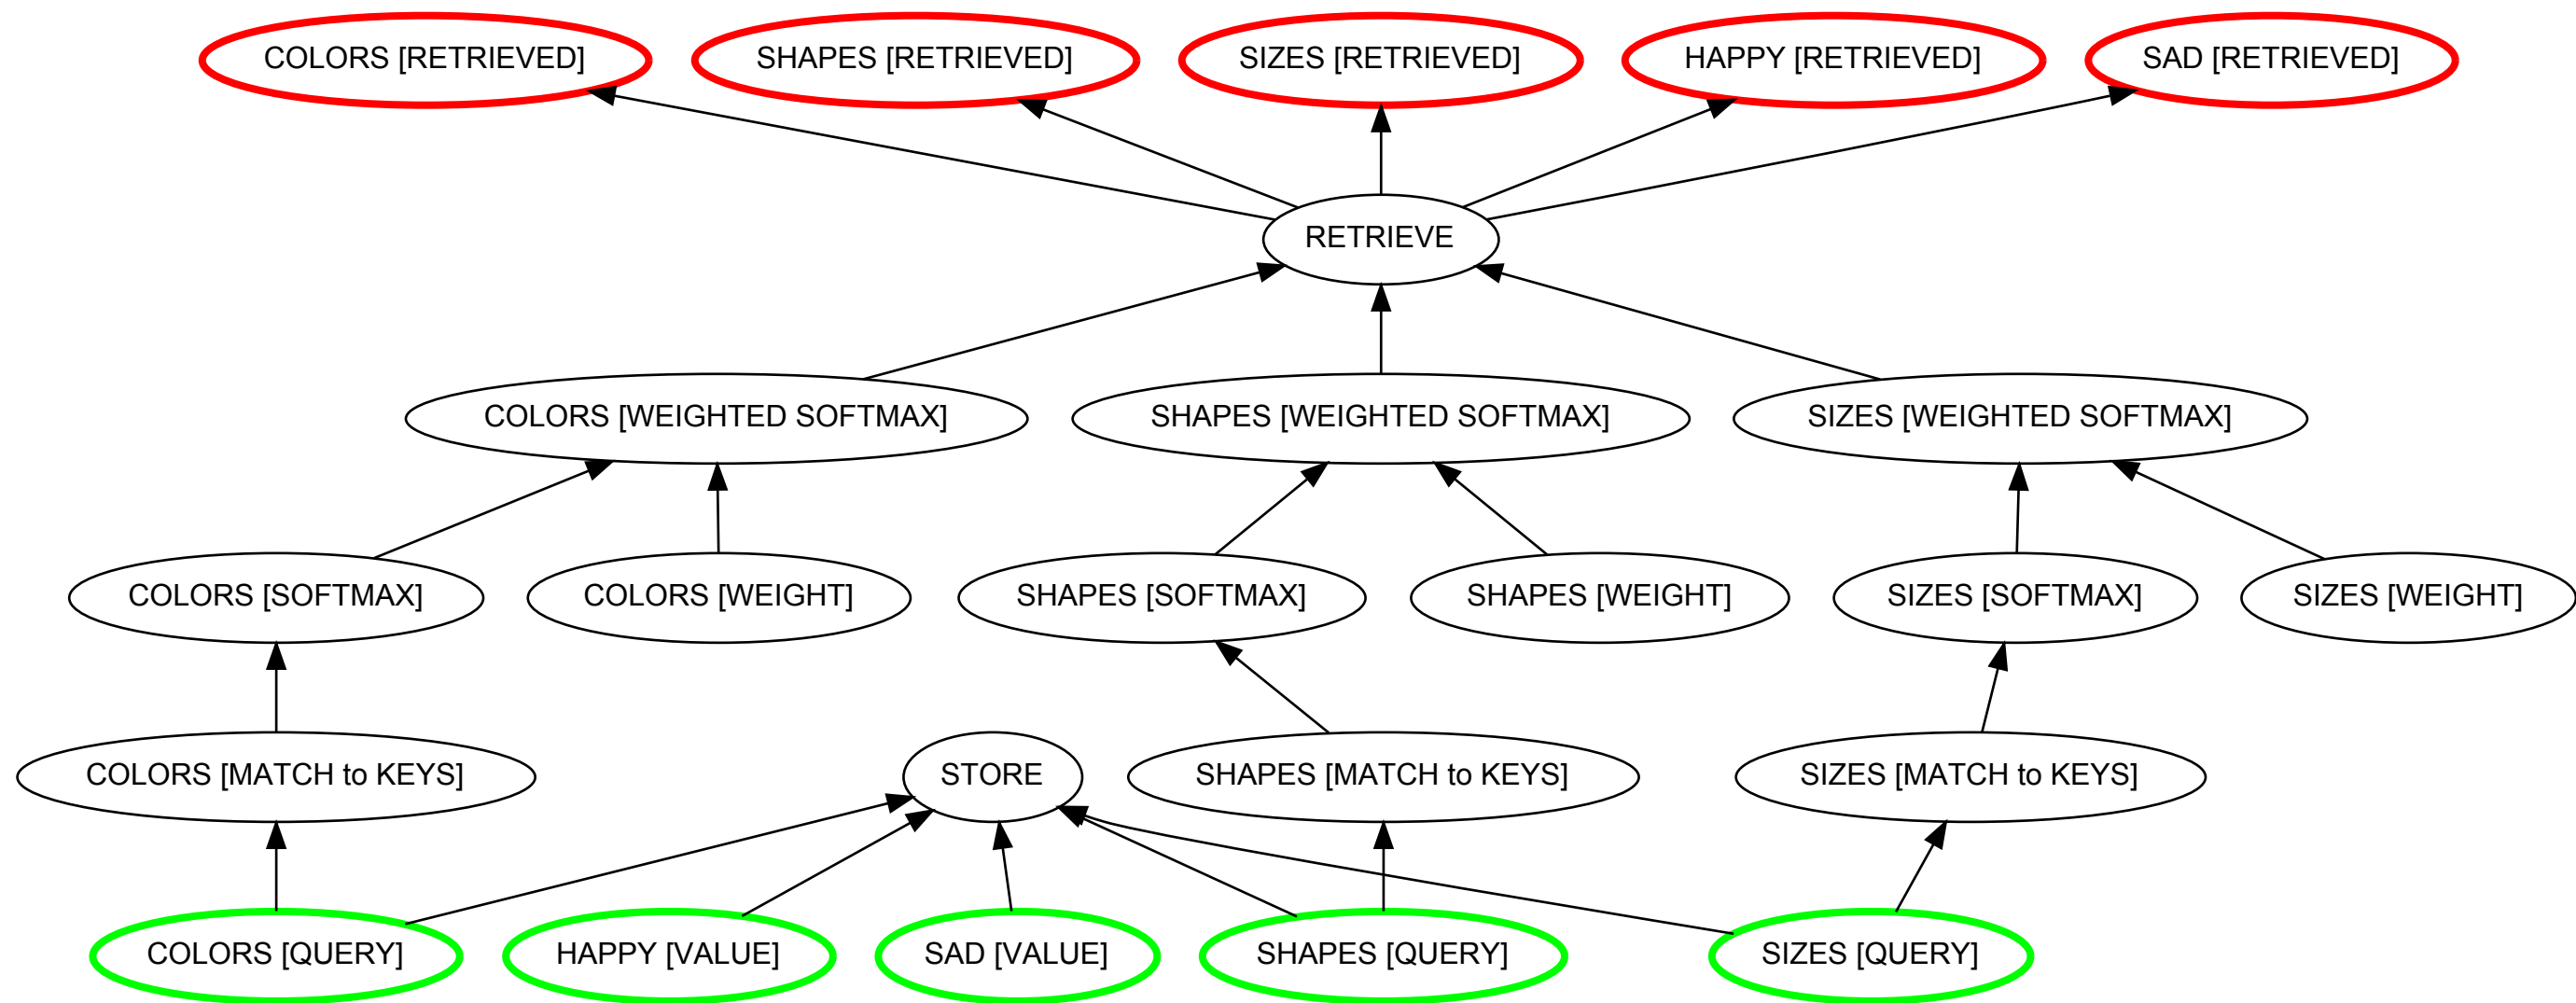 COLORS [RETRIEVED]
SHAPES [RETRIEVED]
SIZES [RETRIEVED]
HAPPY [RETRIEVED]
SAD [RETRIEVED]
RETRIEVE
COLORS [WEIGHTED SOFTMAX]
SHAPES [WEIGHTED SOFTMAX]
SIZES [WEIGHTED SOFTMAX]
COLORS [SOFTMAX]
COLORS [WEIGHT]
SHAPES [SOFTMAX]
SHAPES [WEIGHT]
SIZES [SOFTMAX]
SIZES [WEIGHT]
COLORS [MATCH to KEYS]
STORE
SHAPES [MATCH to KEYS]
SIZES [MATCH to KEYS]
COLORS [QUERY]
HAPPY [VALUE]
SAD [VALUE]
SHAPES [QUERY]
SIZES [QUERY]